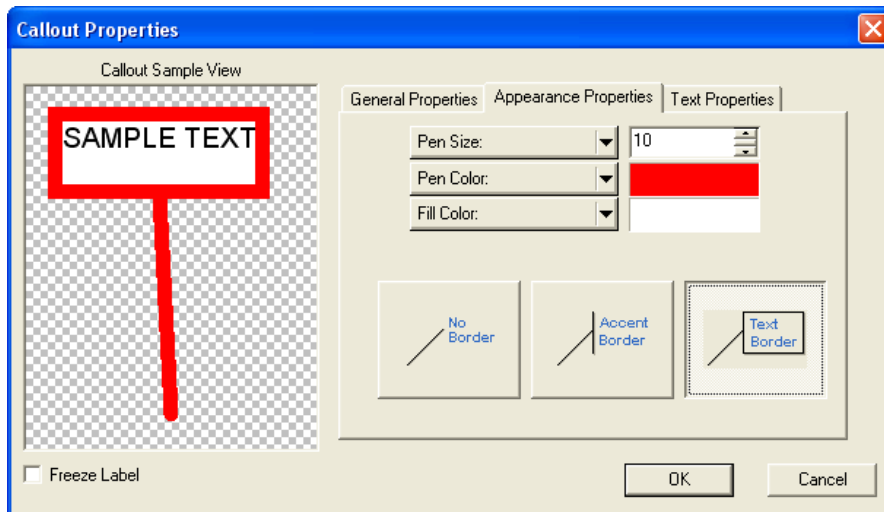 Callout Properties
Callout Sample View
SAMPLE TEXT
General Properties
Appearance Properties
Text Properties
Pen Size:
10
Pen Color:
Fill Color:
No
Border
Accent
Border
Text
Border
Freeze Label
OK
Cancel